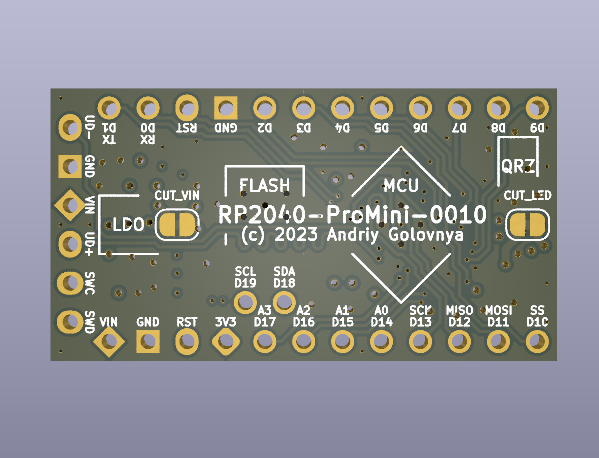 UD-
GND
VIN
UD+
SWC
SWD
D1 TX
D0 RX
RST
GND
D2
D3
D4
D5
D6
D7
D8
D9
QRZ
FLASH
MCU
CUT_VIN
CUT_LED
LDO
RP2040-ProMini-0010
(c) 2023 Andriy Golovnya
SCL D19
SDA D18
VIN
GND
RST
3V3
A3 D17
A2 D16
A1 D15
A0 D14
SCK D13
MISO D12
MOSI D11
SS D10